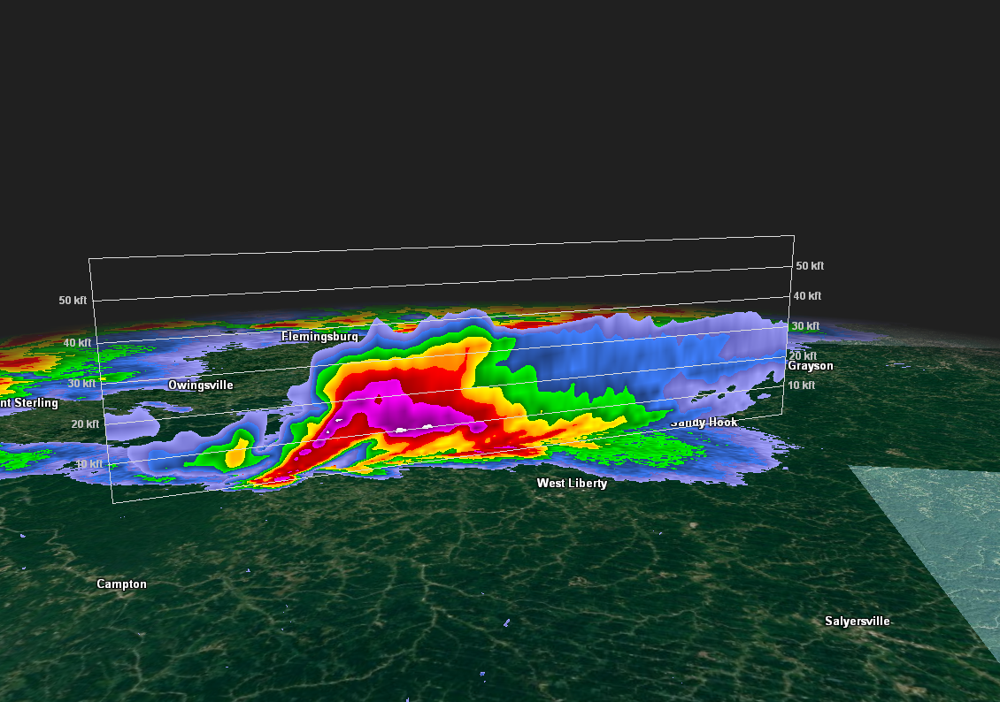 50 kft
50 kft
40 kft
40 kft
30 kft
Flemingsburg
20 kft
Grayson
30 kft
Owingsville
10 kft
nt Sterling
20 kft
Sandy Hook
10 kft
West Liberty
Campton
Salyersville